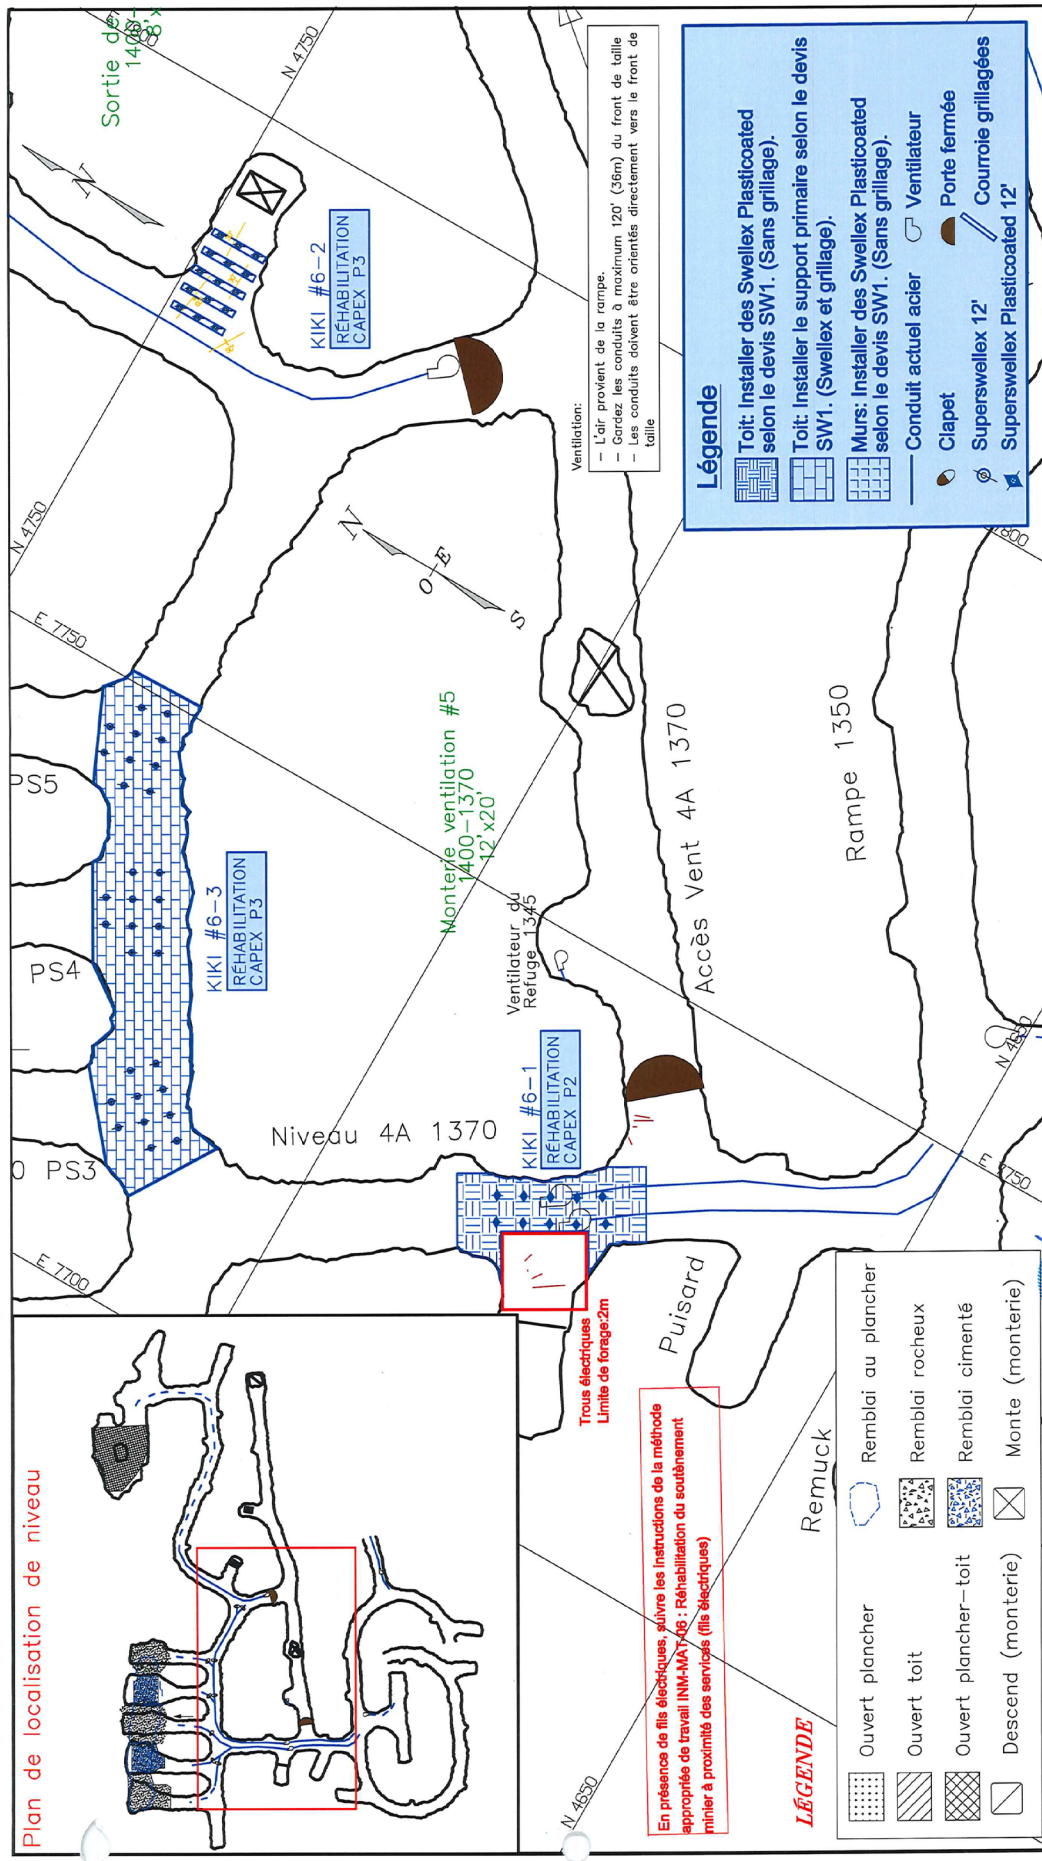 Plan de localisation de niveau
Sortie de
1400-
8'x
N 4750
N
N 4750
E 7750
E 7700
PS5
PS4
PS3
KIKI #6-2
RÉHABILITATION
CAPEX P3
KIKI #6-3
RÉHABILITATION
CAPEX P3
KIKI #6-1
RÉHABILITATION
CAPEX P2
N
O-E
S
Monterie ventilation #5
1400-1370
12'x20'
Ventilateur du
Refuge 1345
Niveau 4A 1370
Accès Vent 4A 1370
Rampe 1350
Puisard
Remuck
N 4650
N 4650
E 7750
7800
Trous électriques
Limite de forage:2m
En présence de fils électriques, suivre les instructions de la méthode
appropriée de travail INM-MAT-06 : Réhabilitation du soutènement
minier à proximité des services (fils électriques)
Ventilation:
- L'air provient de la rampe.
- Gardez les conduits à maximum 120' (36m) du front de taille
- Les conduits doivent être orientés directement vers le front de
taille
Légende
Toit: Installer des Swellex Plasticoated
selon le devis SW1. (Sans grillage).
Toit: Installer le support primaire selon le devis
SW1. (Swellex et grillage).
Murs: Installer des Swellex Plasticoated
selon le devis SW1. (Sans grillage).
Conduit actuel acier
Ventilateur
Clapet
Porte fermée
Superswellex 12'
Courroie grillagées
Superswellex Plasticoated 12'
LÉGENDE
Ouvert plancher
Remblai au plancher
Ouvert toit
Remblai rocheux
Ouvert plancher-toit
Remblai cimenté
Descend (monterie)
Monte (monterie)